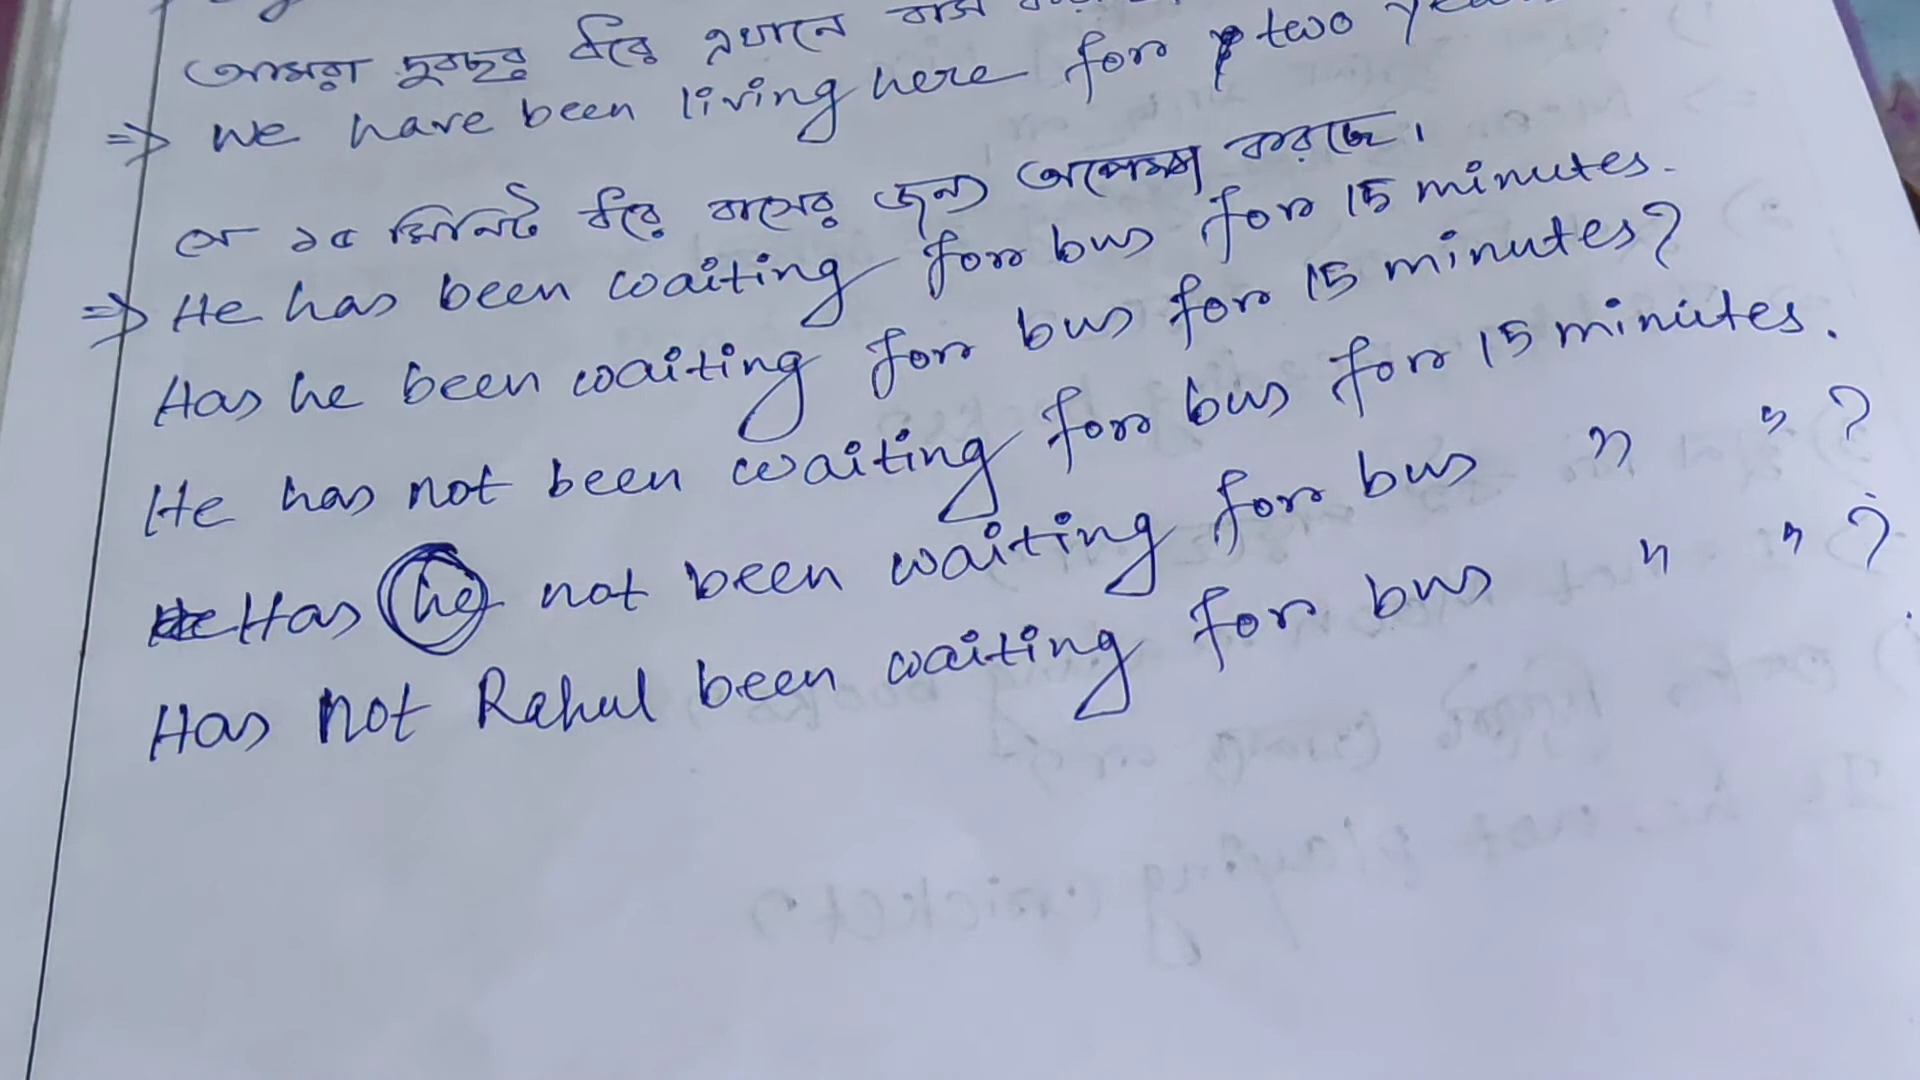 আমরা দুবছর ধরে এখানে বাস
⇒ We have been living here for two
সে ১৫ মিনিট ধরে বাসের জন্য অপেক্ষা করছে।
⇒ He has been waiting for bus for 15 minutes.
Has he been waiting for bus for 15 minutes?
He has not been waiting for bus for 15 minutes.
Has he not been waiting for bus " " ?
Has not Rahul been waiting for bus " " ?